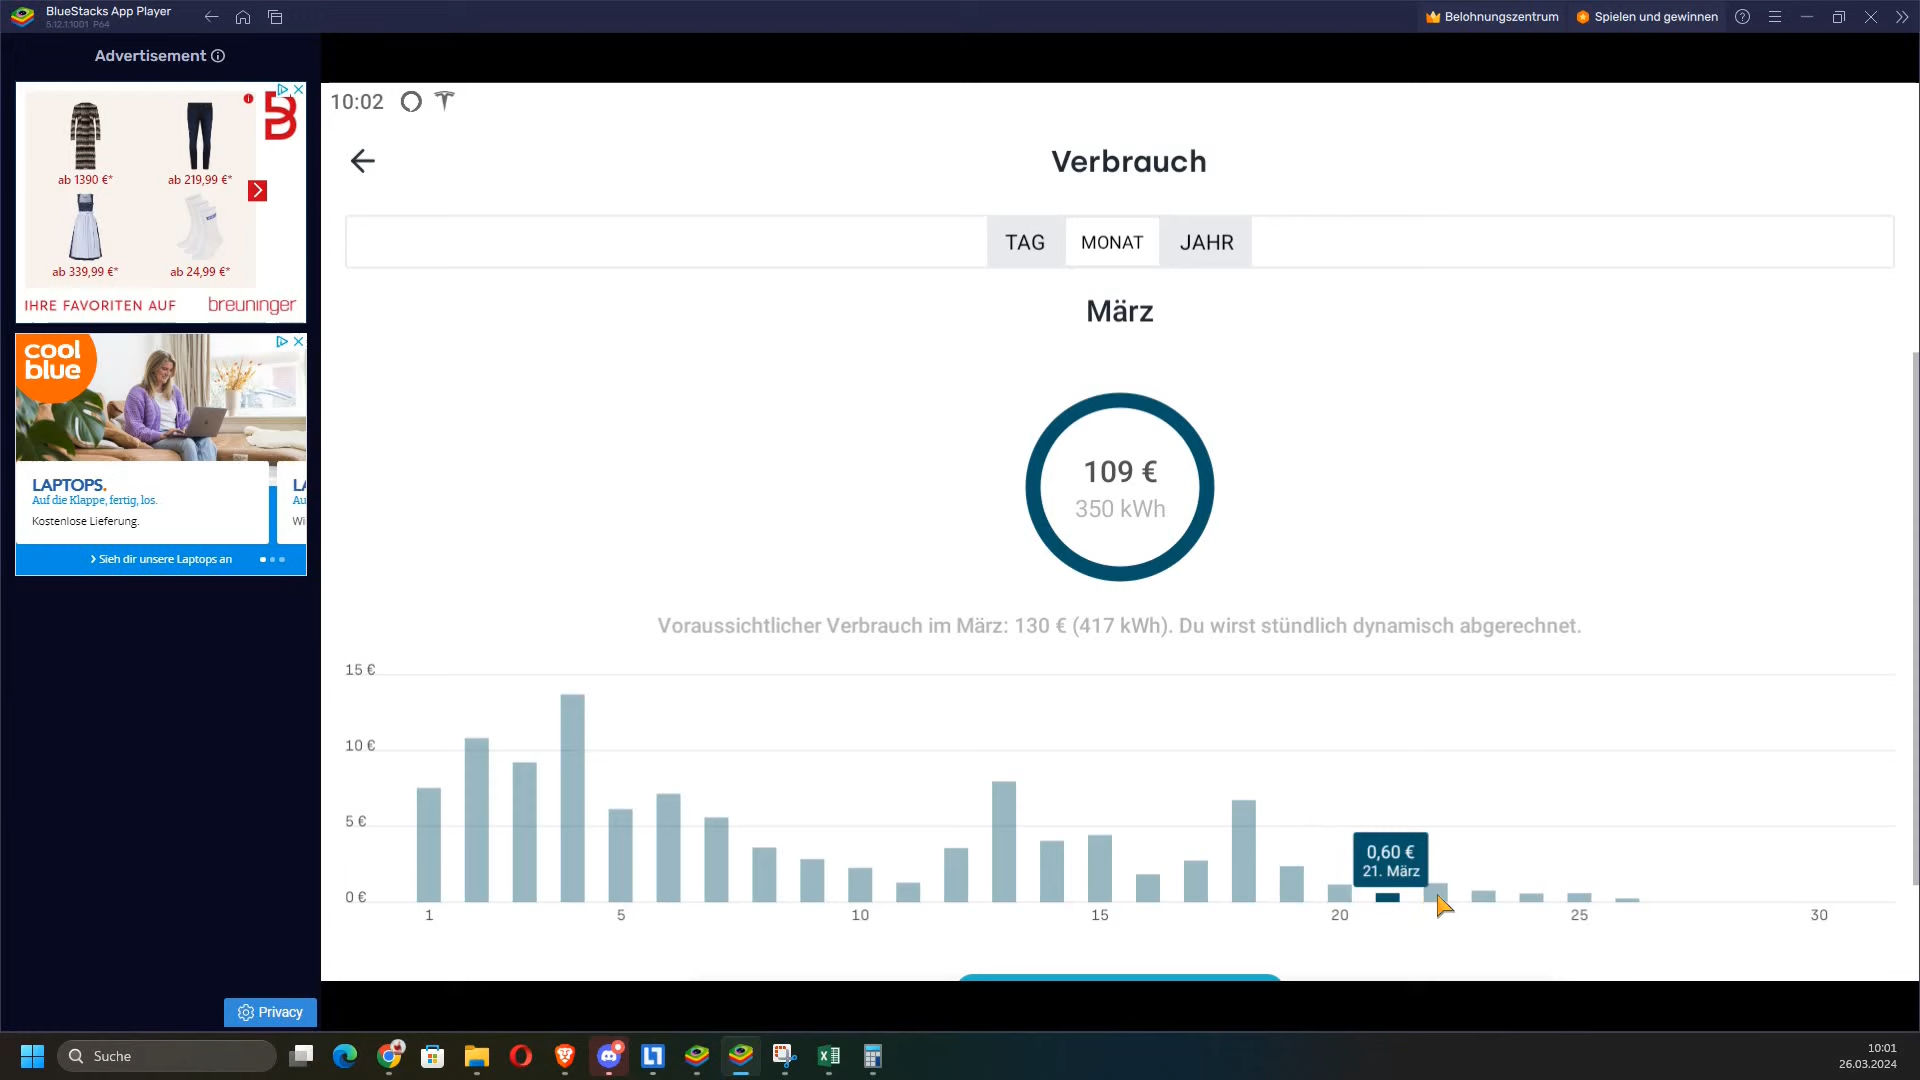 BlueStacks App Player
5.12.1.1001 P64
Belohnungszentrum
Spielen und gewinnen
Advertisement
ab 1390 €*
ab 219,99 €*
ab 339,99 €*
ab 24,99 €*
IHRE FAVORITEN AUF
breuninger
cool
blue
LAPTOPS.
Auf die Klappe, fertig, los.
Kostenlose Lieferung.
LA
Au
Wi
> Sieh dir unsere Laptops an
Privacy
10:02
Verbrauch
TAG
MONAT
JAHR
März
109 €
350 kWh
Voraussichtlicher Verbrauch im März: 130 € (417 kWh). Du wirst stündlich dynamisch abgerechnet.
15 €
10 €
5 €
0 €
0,60 €
21. März
1
5
10
15
20
25
30
Suche
10:01
26.03.2024